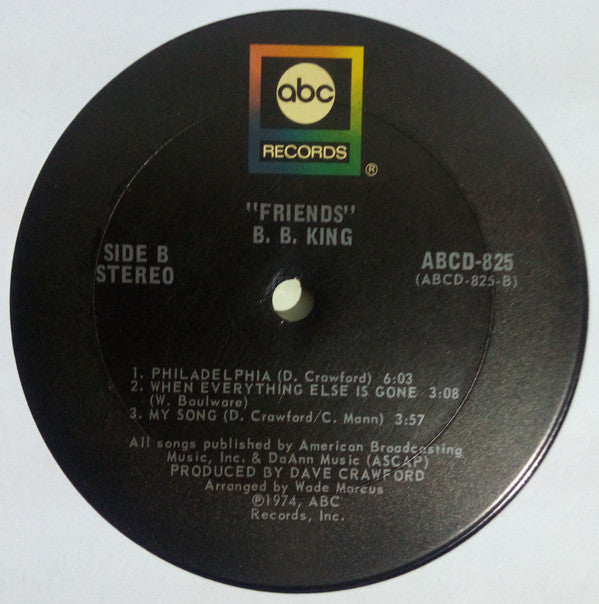 abc
RECORDS
®
"FRIENDS"
B. B. KING
SIDE B
STEREO
ABCD-825
(ABCD-825-B)
1. PHILADELPHIA (D. Crawford) 6:03
2. WHEN EVERYTHING ELSE IS GONE 3:08
(W. Boulware)
3. MY SONG (D. Crawford/C. Mann) 3:57
All songs published by American Broadcasting
Music, Inc. & DaAnn Music (ASCAP)
PRODUCED BY DAVE CRAWFORD
Arranged by Wade Marcus
℗1974, ABC
Records, Inc.